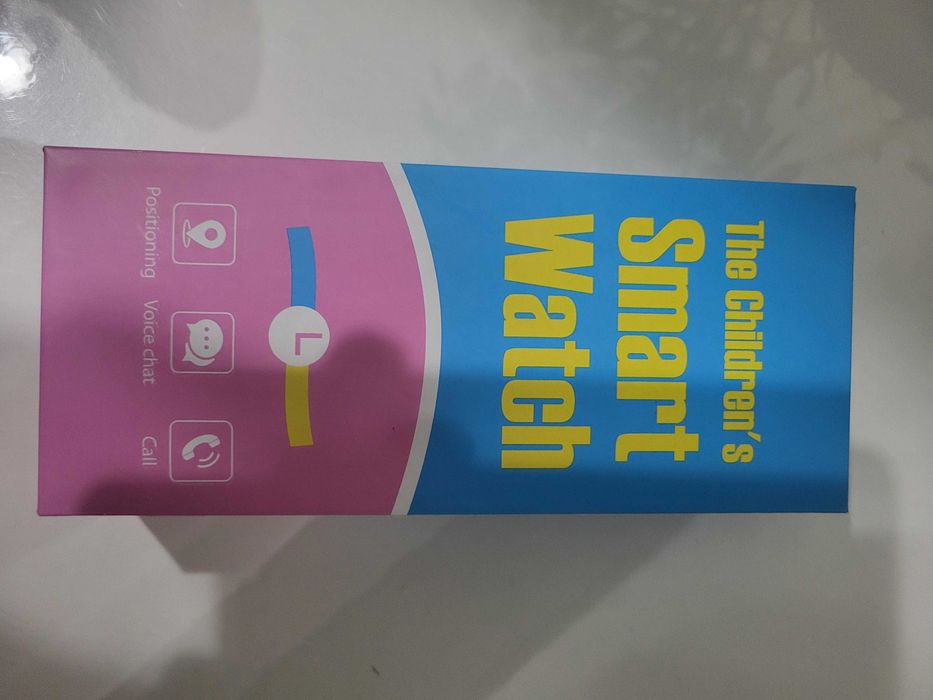 The Children's
Smart
Watch
Positioning
Voice chat
Call